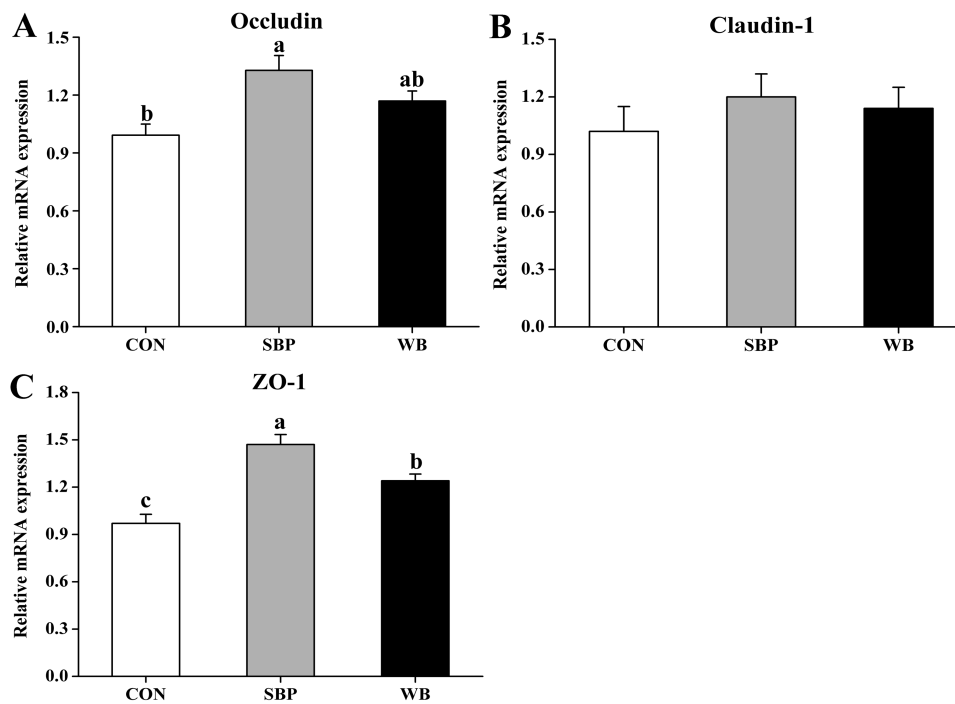 A
Occludin
Relative mRNA expression
1.5
1.2
0.9
0.6
0.3
0.0
b
a
ab
CON
SBP
WB
B
Claudin-1
Relative mRNA expression
1.5
1.2
0.9
0.6
0.3
0.0
CON
SBP
WB
C
ZO-1
Relative mRNA expression
1.8
1.5
1.2
0.9
0.6
0.3
0.0
c
a
b
CON
SBP
WB